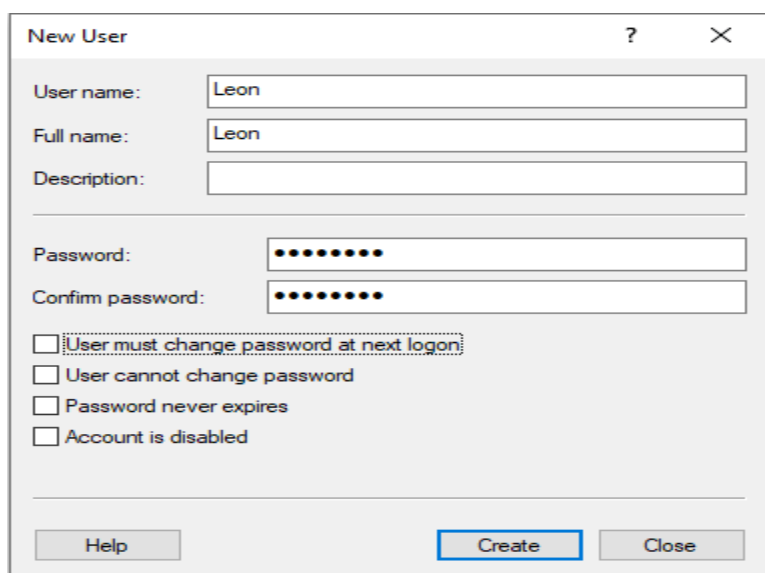 New User ?
User name: Leon
Full name: Leon
Description:
Password: ●●●●●●●●
Confirm password: ●●●●●●●●
User must change password at next logon
User cannot change password
Password never expires
Account is disabled
Help Create Close